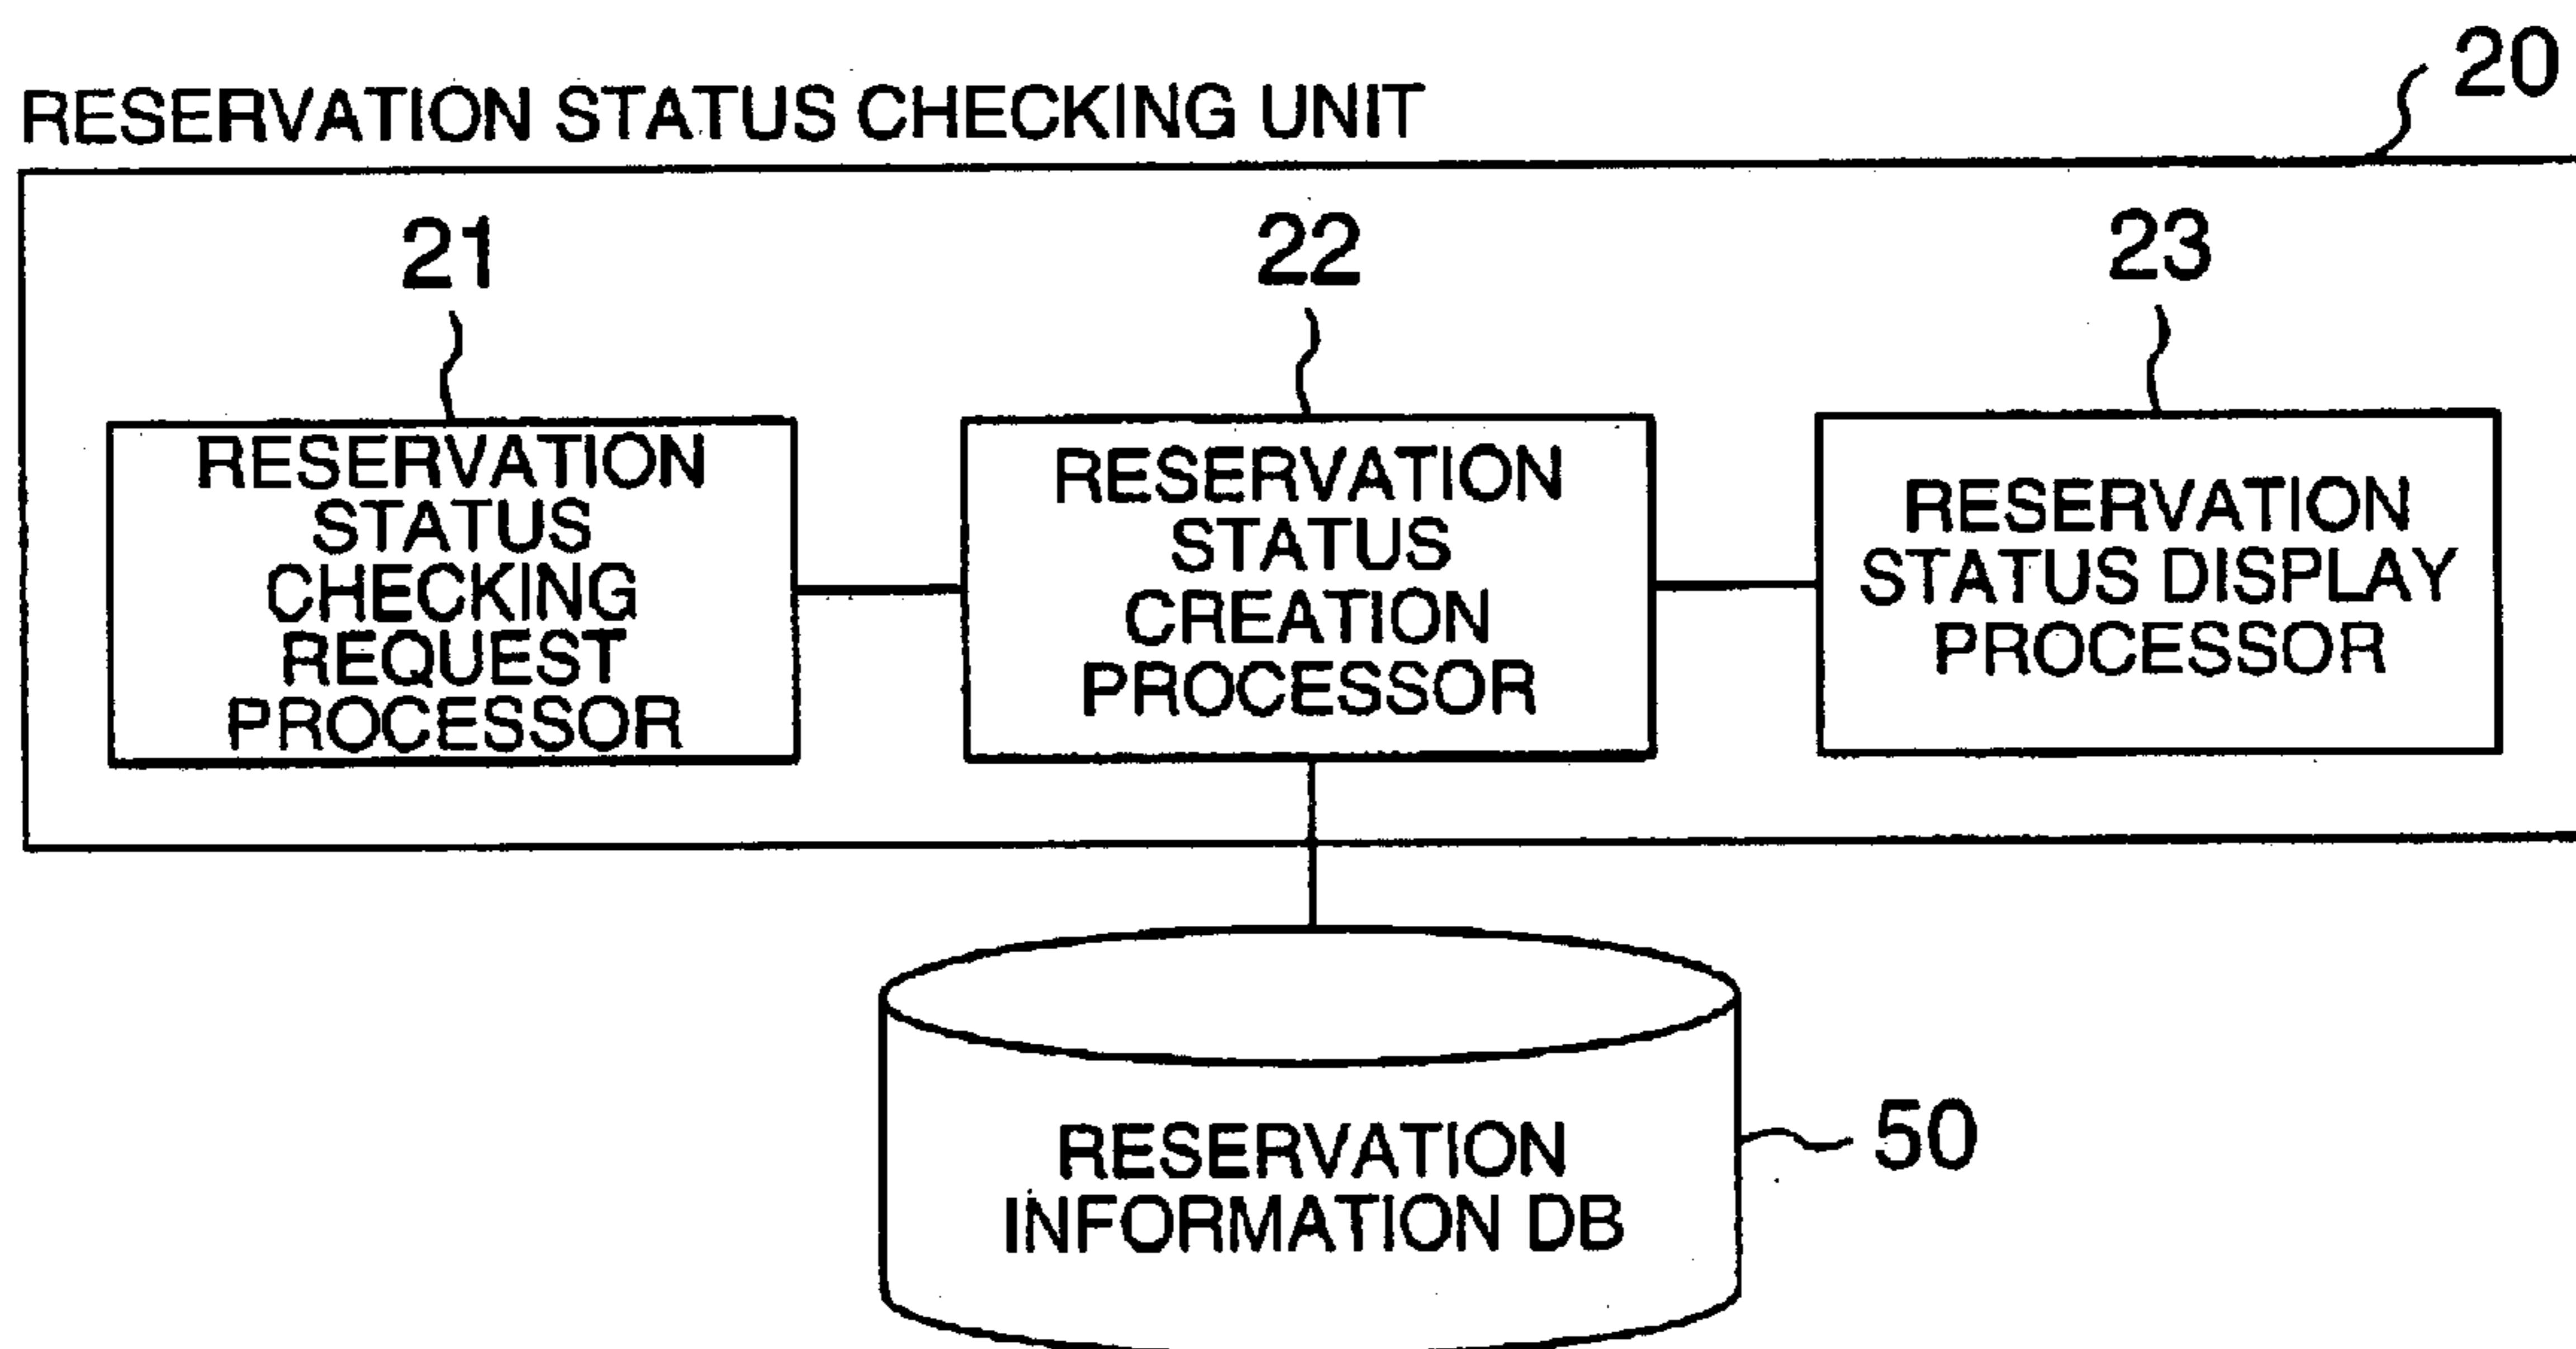 20
RESERVATION STATUS CHECKING UNIT
21
22
23
RESERVATION
STATUS
CHECKING
REQUEST
PROCESSOR
RESERVATION
STATUS
CREATION
PROCESSOR
RESERVATION
STATUS DISPLAY
PROCESSOR
RESERVATION
INFORMATION DB
50